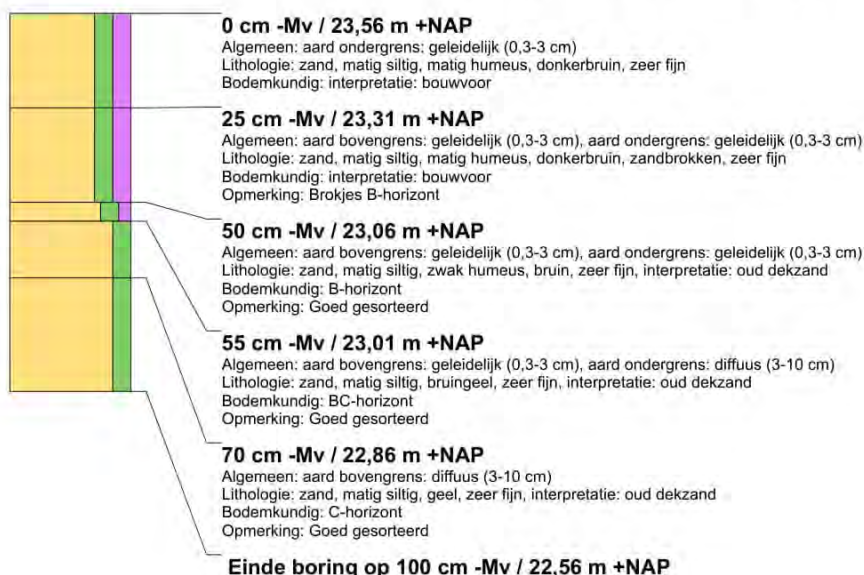 0 cm -Mv / 23,56 m +NAP
Algemeen: aard ondergrens: geleidelijk (0,3-3 cm)
Lithologie: zand, matig siltig, matig humeus, donkerbruin, zeer fijn
Bodemkundig: interpretatie: bouwvoor
25 cm -Mv / 23,31 m +NAP
Algemeen: aard bovengrens: geleidelijk (0,3-3 cm), aard ondergrens: geleidelijk (0,3-3 cm)
Lithologie: zand, matig siltig, matig humeus, donkerbruin, zandbrokken, zeer fijn
Bodemkundig: interpretatie: bouwvoor
Opmerking: Brokjes B-horizont
50 cm -Mv / 23,06 m +NAP
Algemeen: aard bovengrens: geleidelijk (0,3-3 cm), aard ondergrens: geleidelijk (0,3-3 cm)
Lithologie: zand, matig siltig, zwak humeus, bruin, zeer fijn, interpretatie: oud dekzand
Bodemkundig: B-horizont
Opmerking: Goed gesorteerd
55 cm -Mv / 23,01 m +NAP
Algemeen: aard bovengrens: geleidelijk (0,3-3 cm), aard ondergrens: diffuus (3-10 cm)
Lithologie: zand, matig siltig, bruingeel, zeer fijn, interpretatie: oud dekzand
Bodemkundig: BC-horizont
Opmerking: Goed gesorteerd
70 cm -Mv / 22,86 m +NAP
Algemeen: aard bovengrens: diffuus (3-10 cm)
Lithologie: zand, matig siltig, geel, zeer fijn, interpretatie: oud dekzand
Bodemkundig: C-horizont
Opmerking: Goed gesorteerd
Einde boring op 100 cm -Mv / 22,56 m +NAP